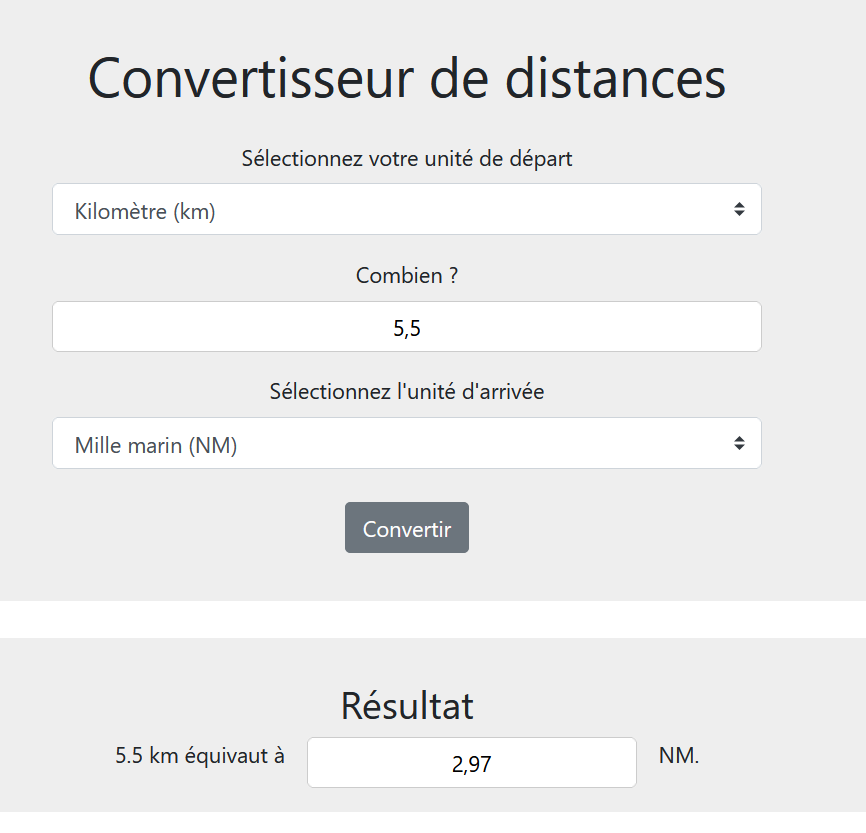 Convertisseur de distances
Sélectionnez votre unité de départ
Kilomètre (km)
Combien ?
5,5
Sélectionnez l'unité d'arrivée
Mille marin (NM)
Convertir
Résultat
5.5 km équivaut à 2,97 NM.